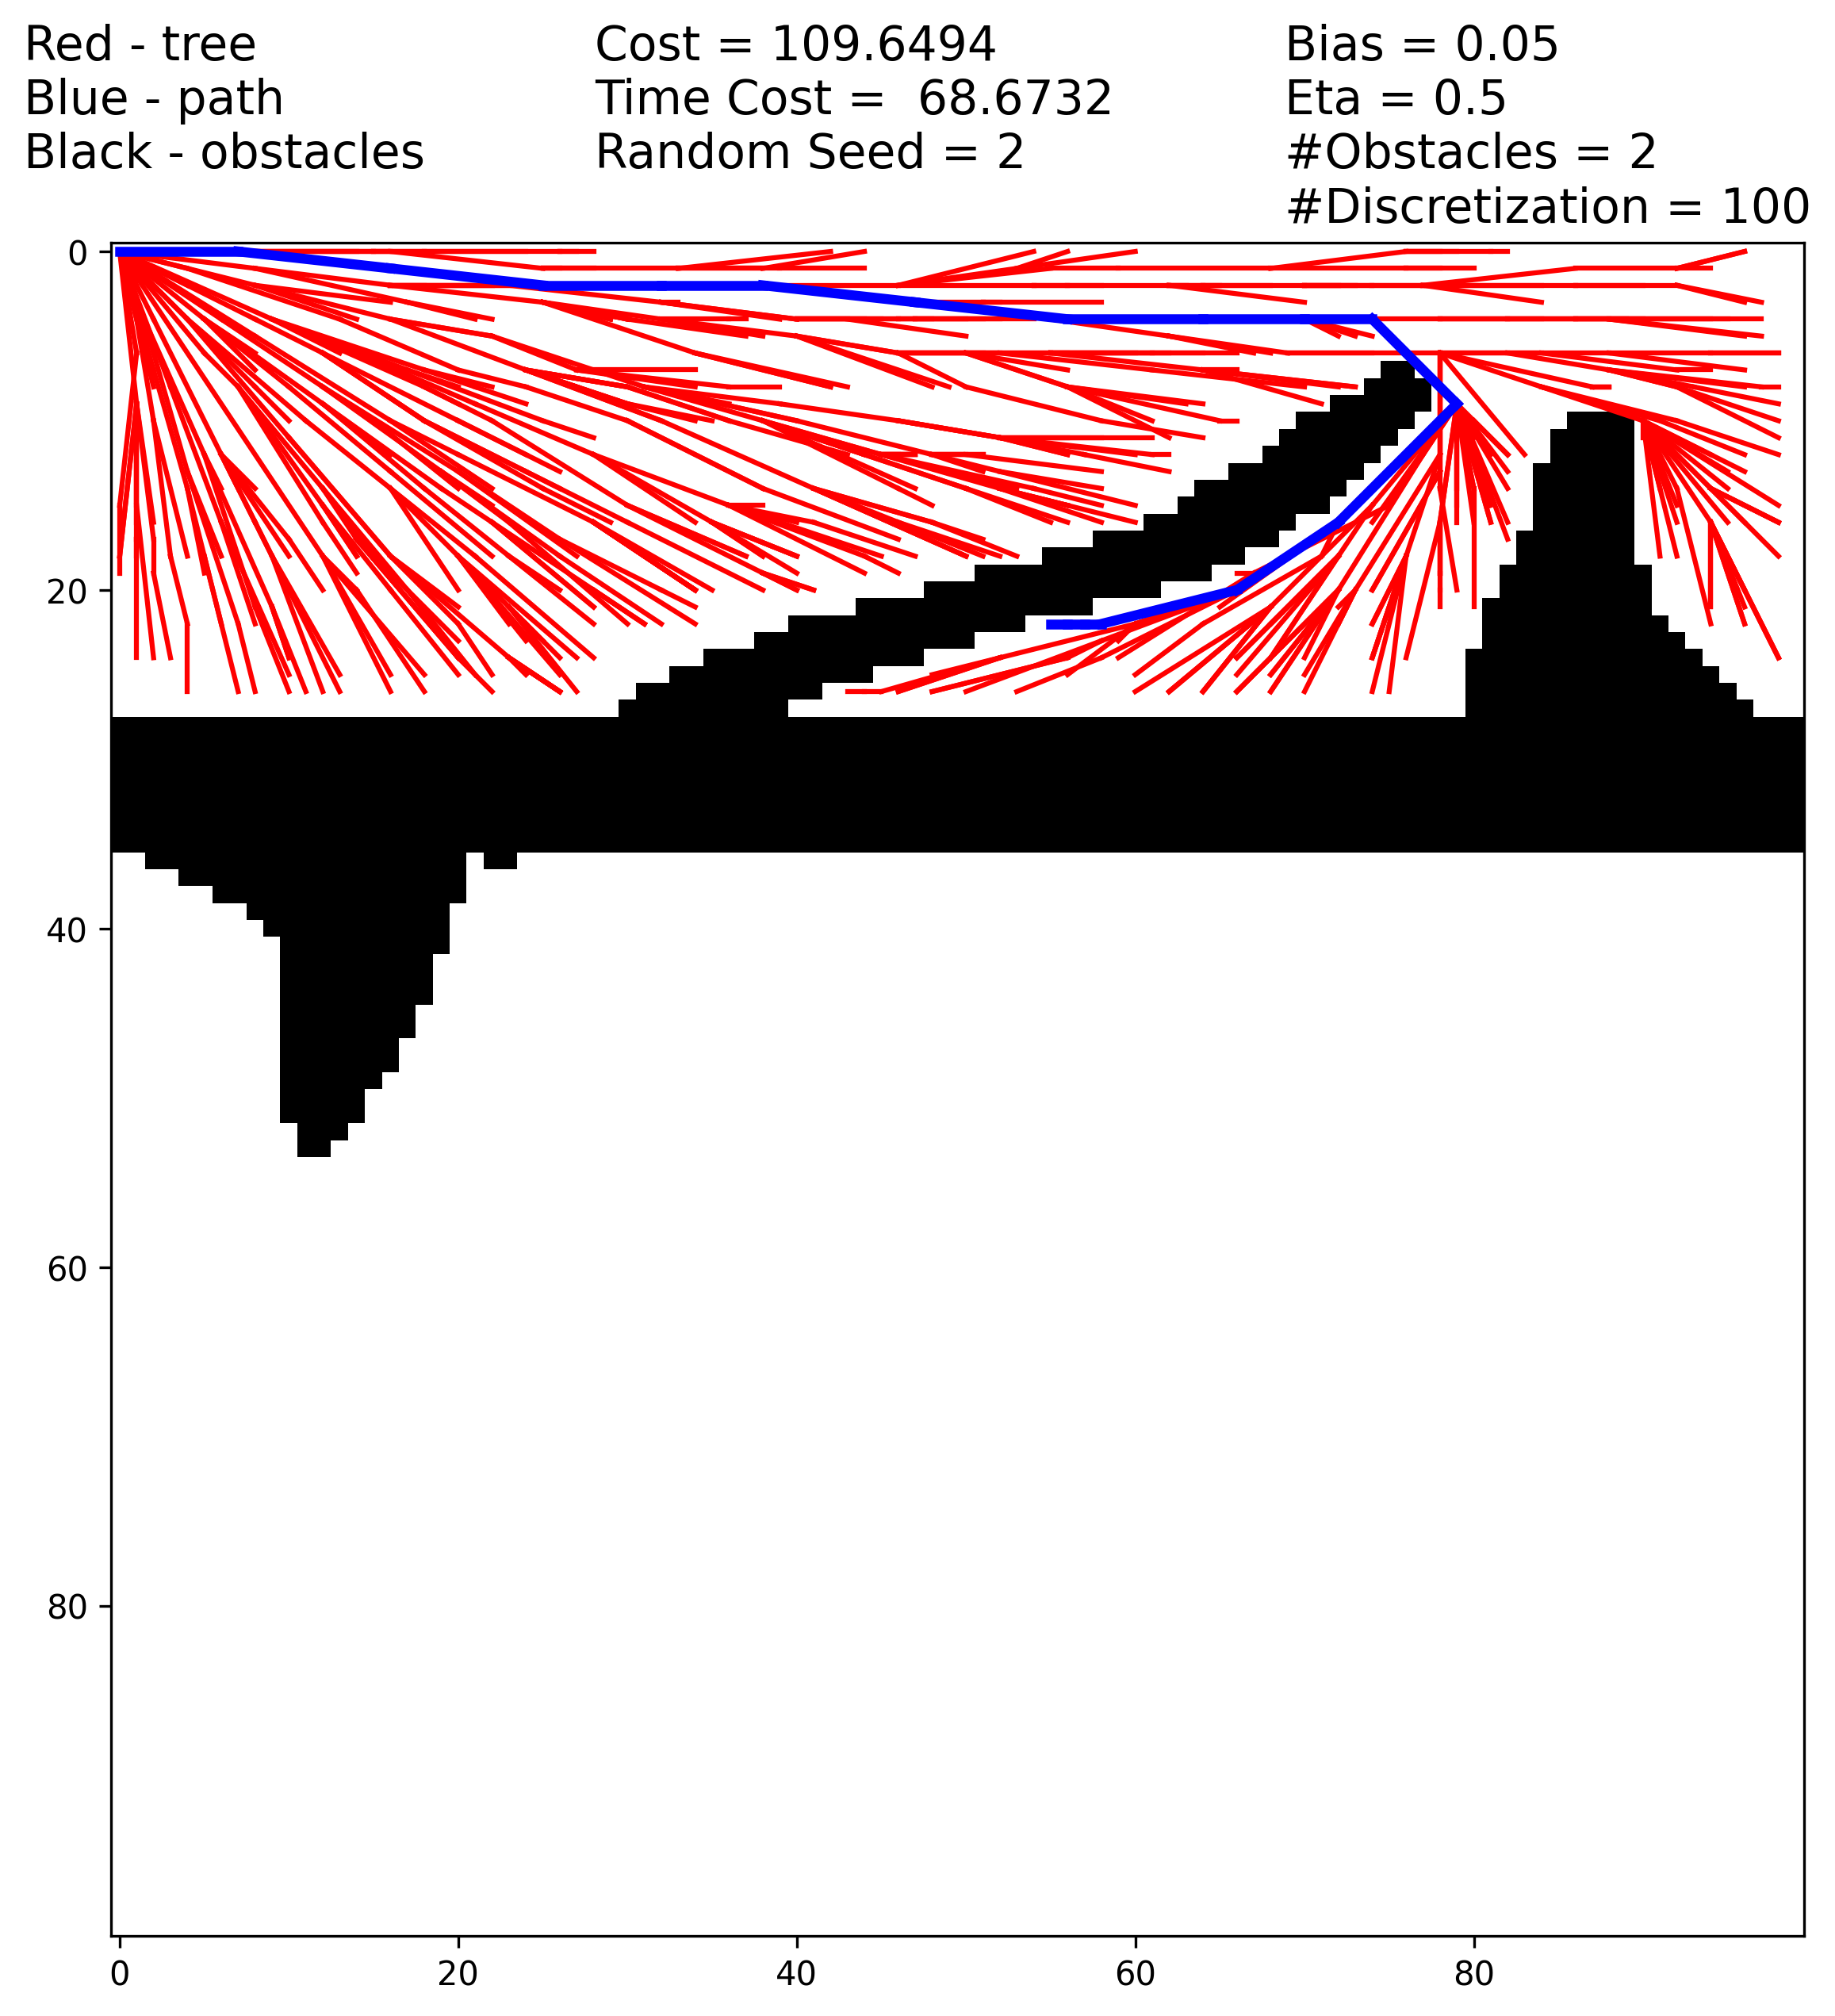 Red - tree
Blue - path
Black - obstacles
Cost = 109.6494
Time Cost =  68.6732
Random Seed = 2
Bias = 0.05
Eta = 0.5
#Obstacles = 2
#Discretization = 100
0
20
40
60
80
0
20
40
60
80